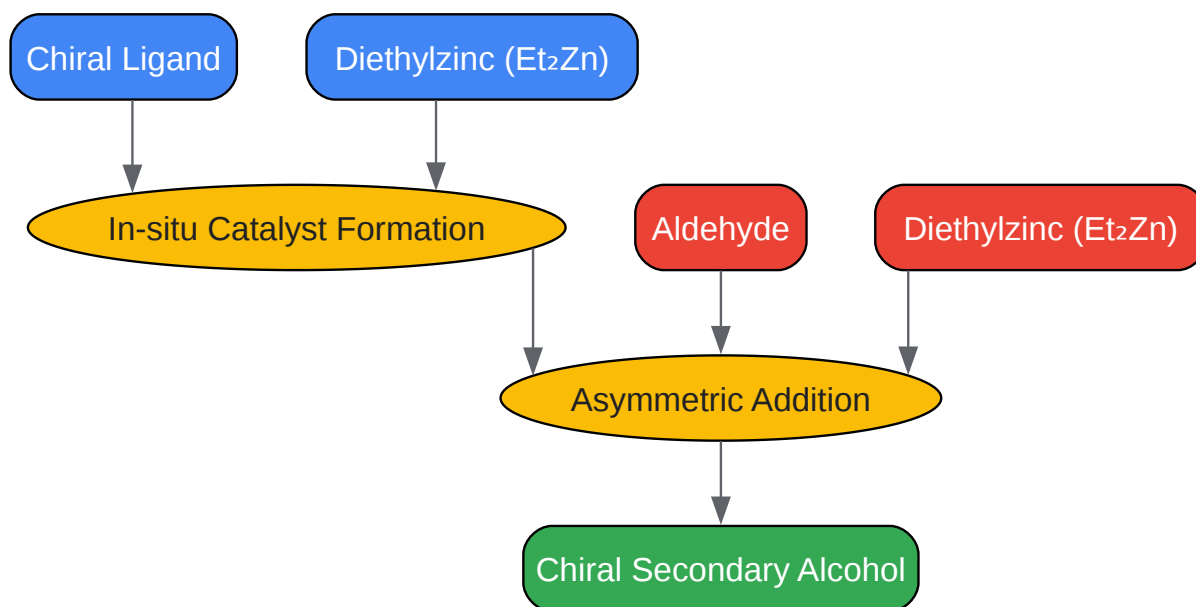 Chiral Ligand
Diethylzinc (Et₂Zn)
In-situ Catalyst Formation
Aldehyde
Diethylzinc (Et₂Zn)
Asymmetric Addition
Chiral Secondary Alcohol